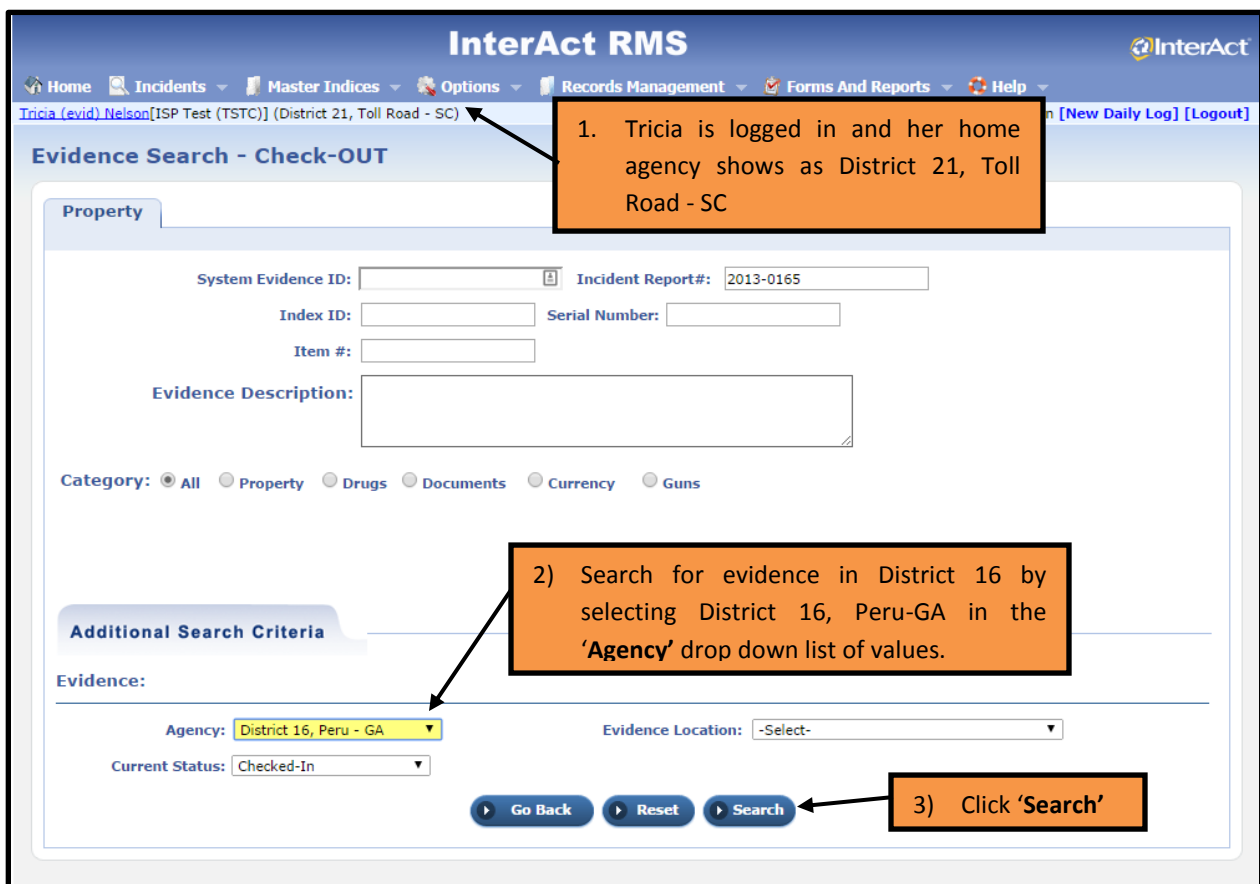 InterAct RMS
InterAct
Home Incidents Master Indices Options Records Management Forms And Reports Help
Tricia (evid) Nelson[ISP Test (TSTC)] (District 21, Toll Road - SC)
n [New Daily Log] [Logout]
1. Tricia is logged in and her home
agency shows as District 21, Toll
Road - SC
Evidence Search - Check-OUT
Property
System Evidence ID: Incident Report#: 2013-0165
Index ID: Serial Number:
Item #:
Evidence Description:
Category: All Property Drugs Documents Currency Guns
2) Search for evidence in District 16 by
selecting District 16, Peru-GA in the
‘Agency’ drop down list of values.
Additional Search Criteria
Evidence:
Agency: District 16, Peru - GA Evidence Location: -Select-
Current Status: Checked-In
Go Back Reset Search
3) Click ‘Search’